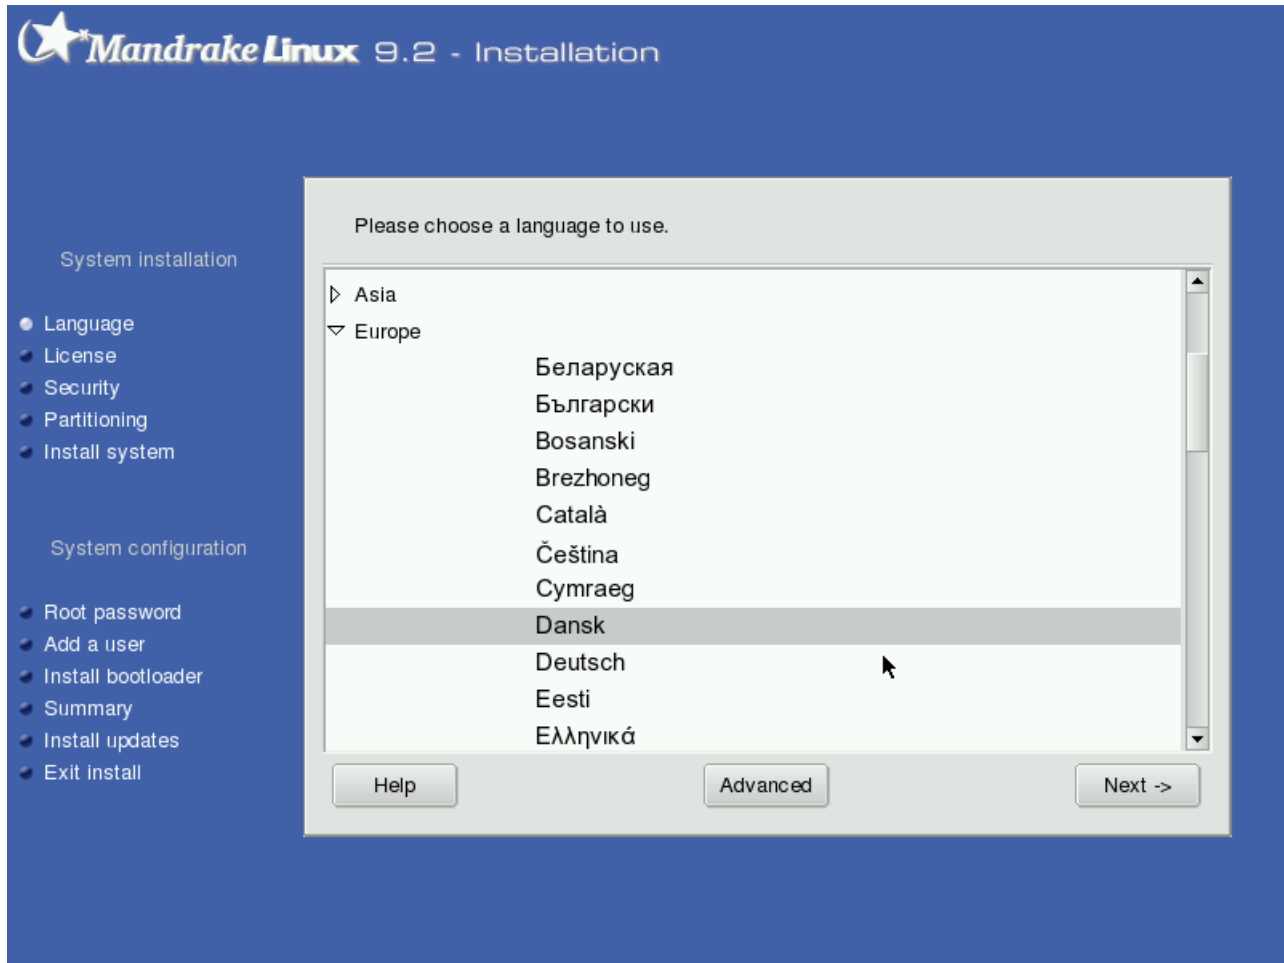 MandrakeLinux 9.2 - Installation
System installation
Language
License
Security
Partitioning
Install system
System configuration
Root password
Add a user
Install bootloader
Summary
Install updates
Exit install
Please choose a language to use.
Asia
Europe
Беларуская
Български
Bosanski
Brezhoneg
Català
Čeština
Cymraeg
Dansk
Deutsch
Eesti
Ελληνικά
Help
Advanced
Next ->